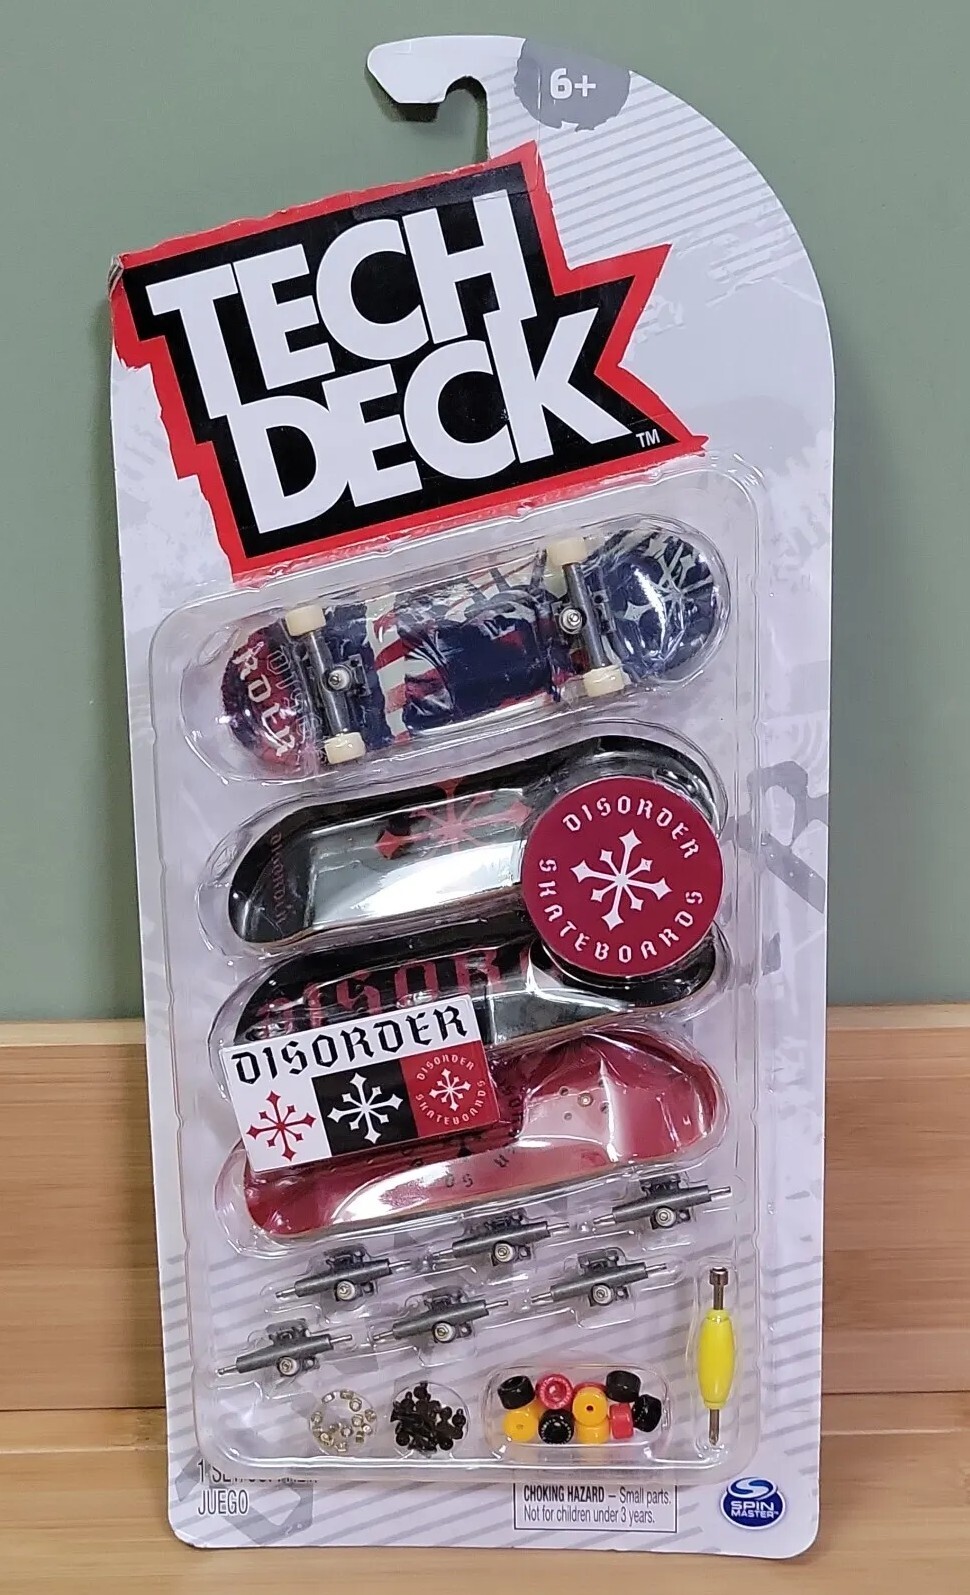 6+
TECH
DECK
TM
DISORDER
SKATEBOARDS
DISOR
DISORDER
DISORDER
SKATEBOARDS
JUEGO
CHOKING HAZARD – Small parts.
Not for children under 3 years.
SPIN
MASTER